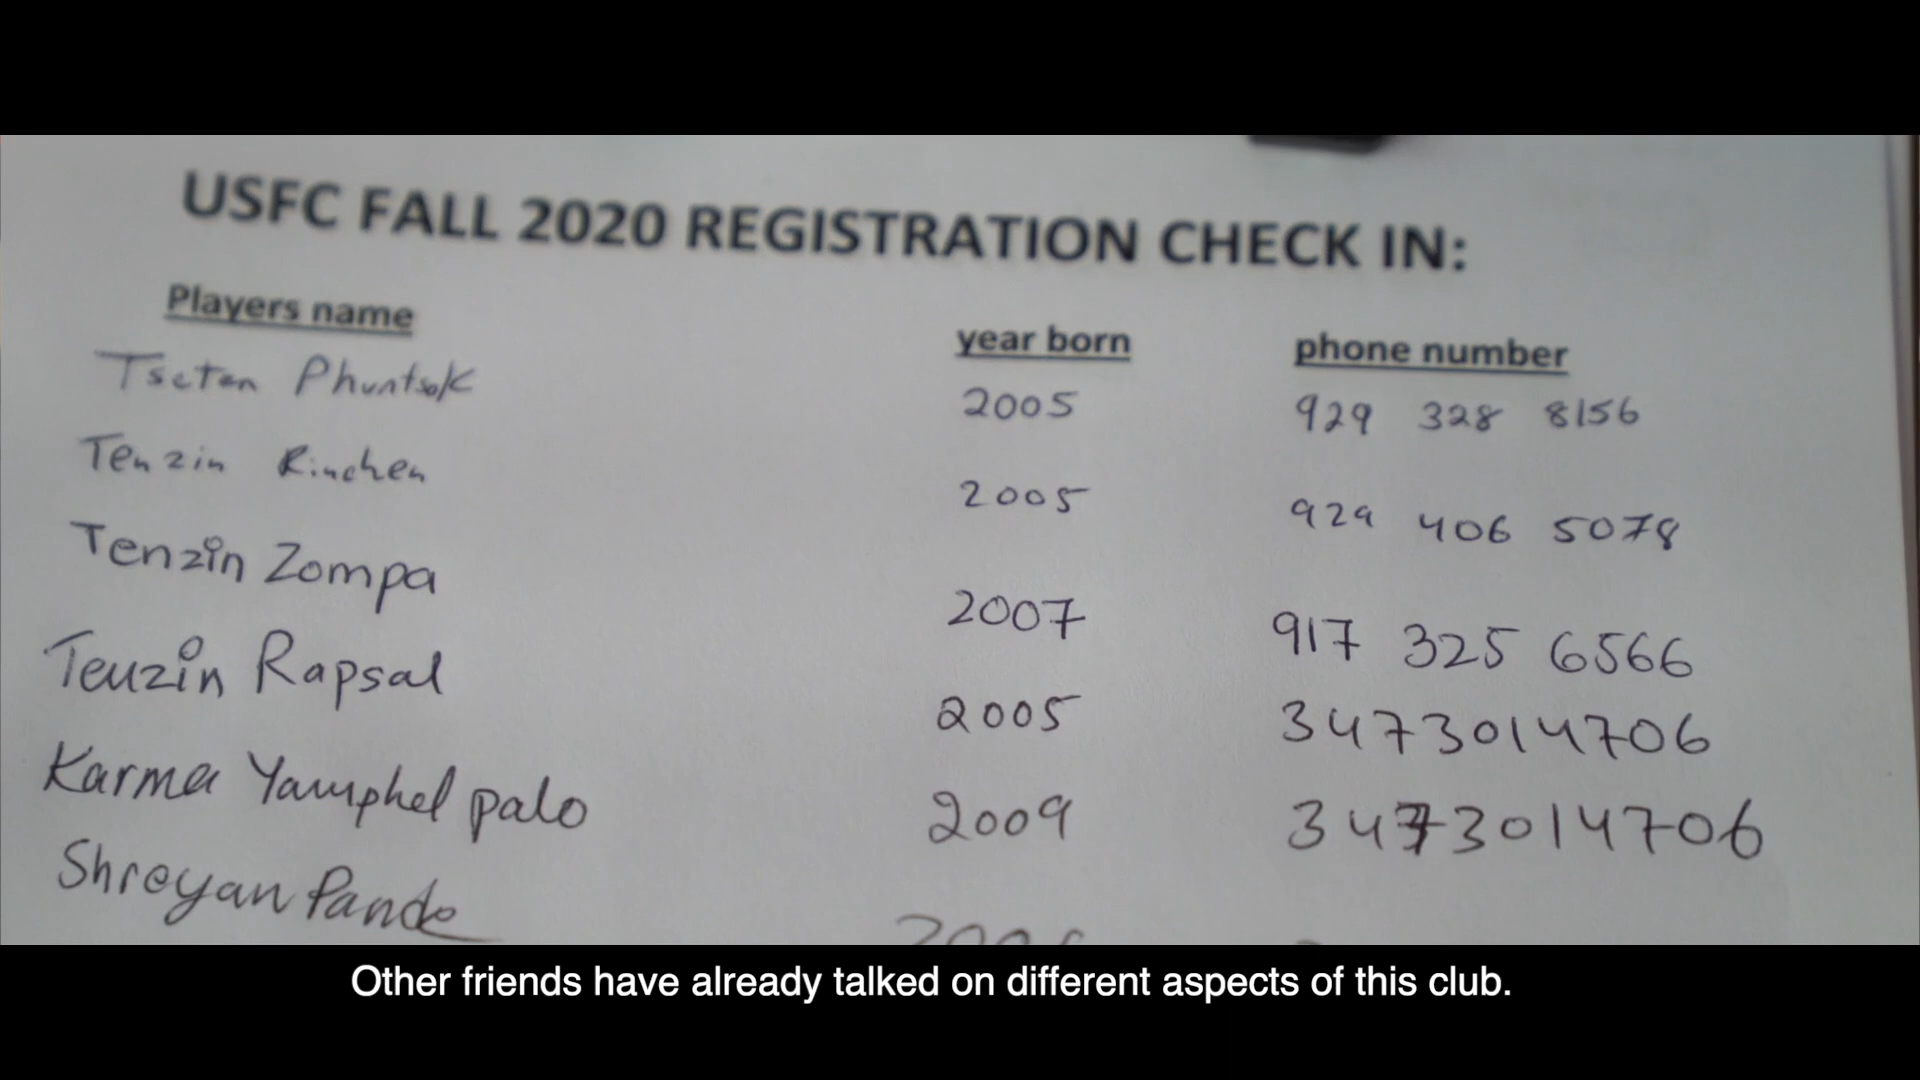 USFC FALL 2020 REGISTRATION CHECK IN:
Players name year born phone number
Tseten Phuntsok 2005 929 328 8156
Tenzin Rinchen 2005 929 406 5078
Tenzin Zompa 2007 917 325 6566
Tenzin Rapsal 2005 3473014706
Karma Yamphel palo 2009 3473014706
Shreyan Pande
Other friends have already talked on different aspects of this club.